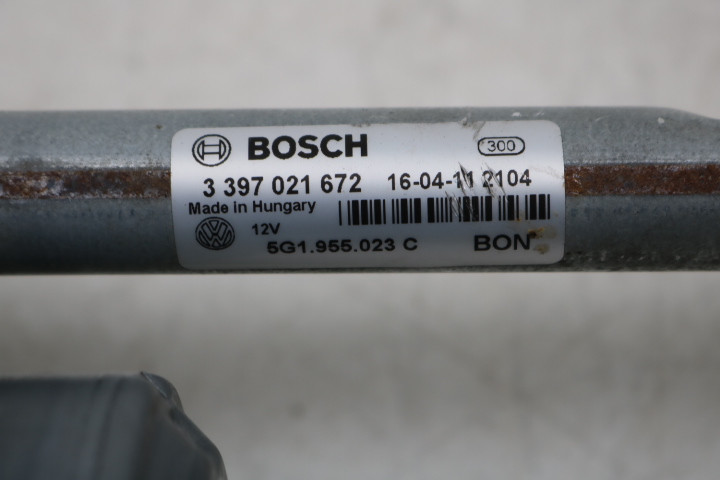 BOSCH 300
3 397 021 672 16-04-11 2104
Made in Hungary
12V
5G1.955.023 C BON